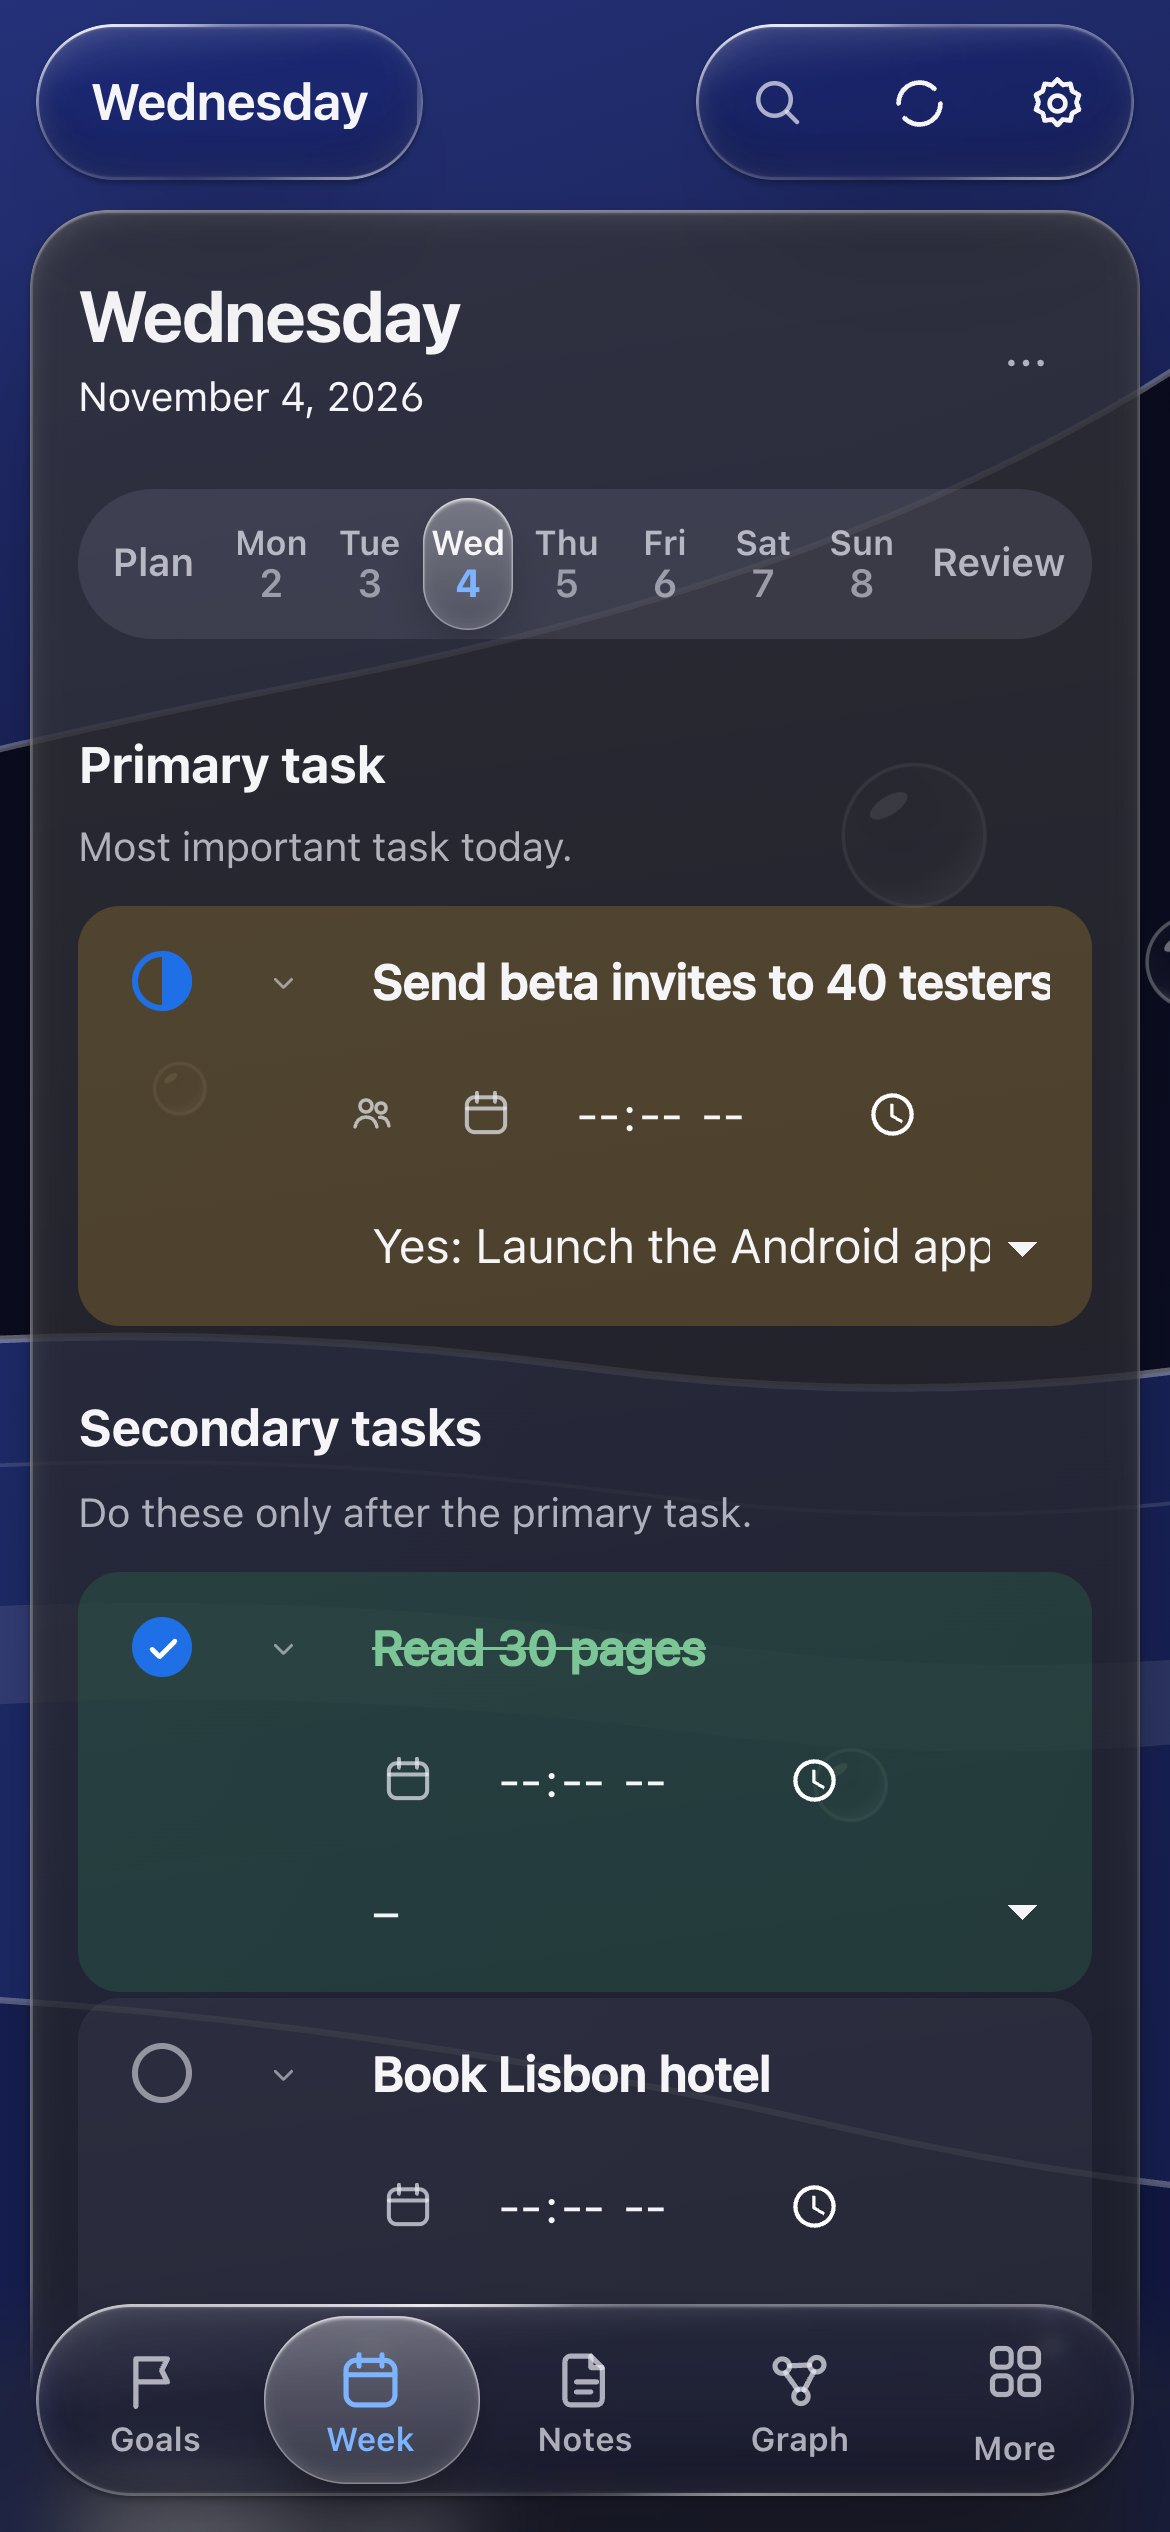 Wednesday
Wednesday
November 4, 2026
Plan
Mon
2
Tue
3
Wed
4
Thu
5
Fri
6
Sat
7
Sun
8
Review
Primary task
Most important task today.
Send beta invites to 40 testers
--:-- --
Yes: Launch the Android app
Secondary tasks
Do these only after the primary task.
Read 30 pages
--:-- --
–
Book Lisbon hotel
--:-- --
Goals
Week
Notes
Graph
More